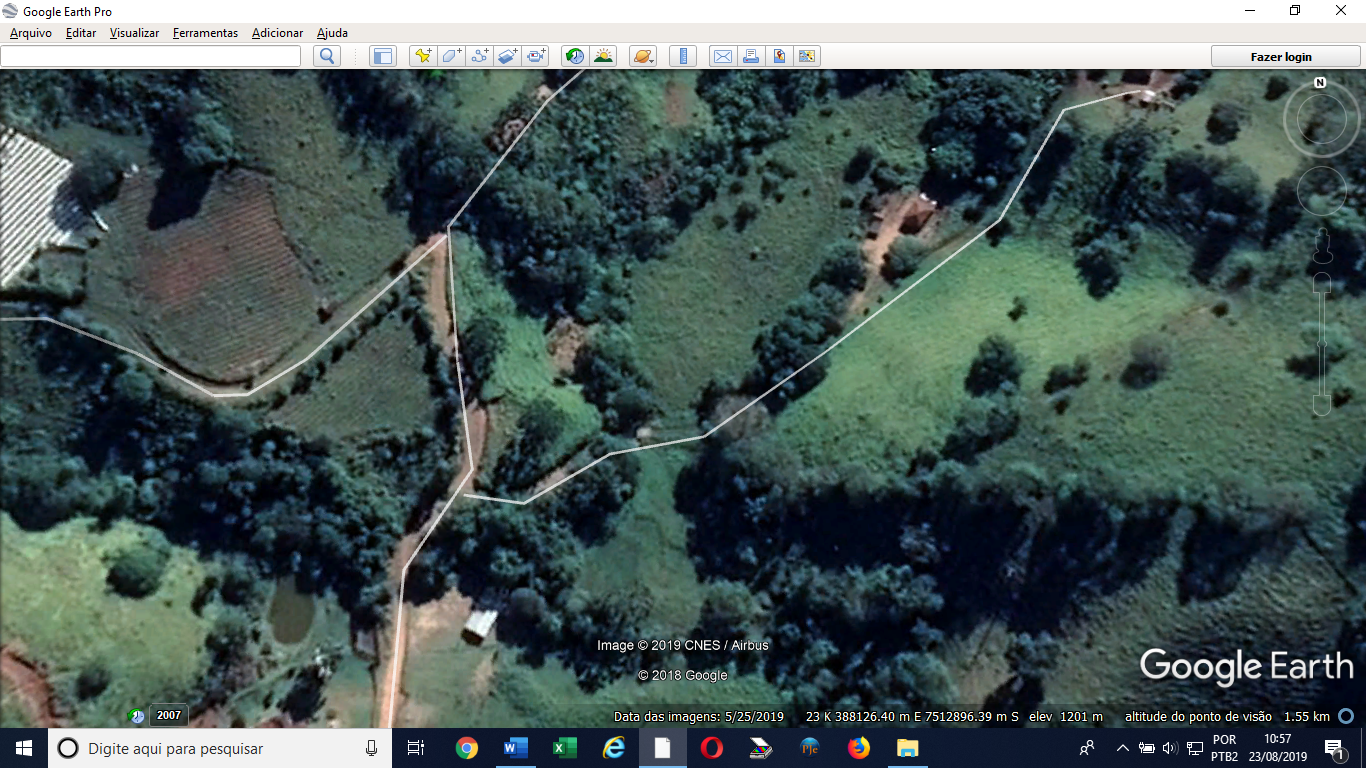 Google Earth Pro
Arquivo Editar Visualizar Ferramentas Adicionar Ajuda
Fazer login
N
Image © 2019 CNES / Airbus
© 2018 Google
Google Earth
2007
Data das imagens: 5/25/2019 23 K 388126.40 m E 7512896.39 m S elev 1201 m altitude do ponto de visão 1.55 km
Digite aqui para pesquisar
PJe
POR
PTB2
10:57
23/08/2019
1